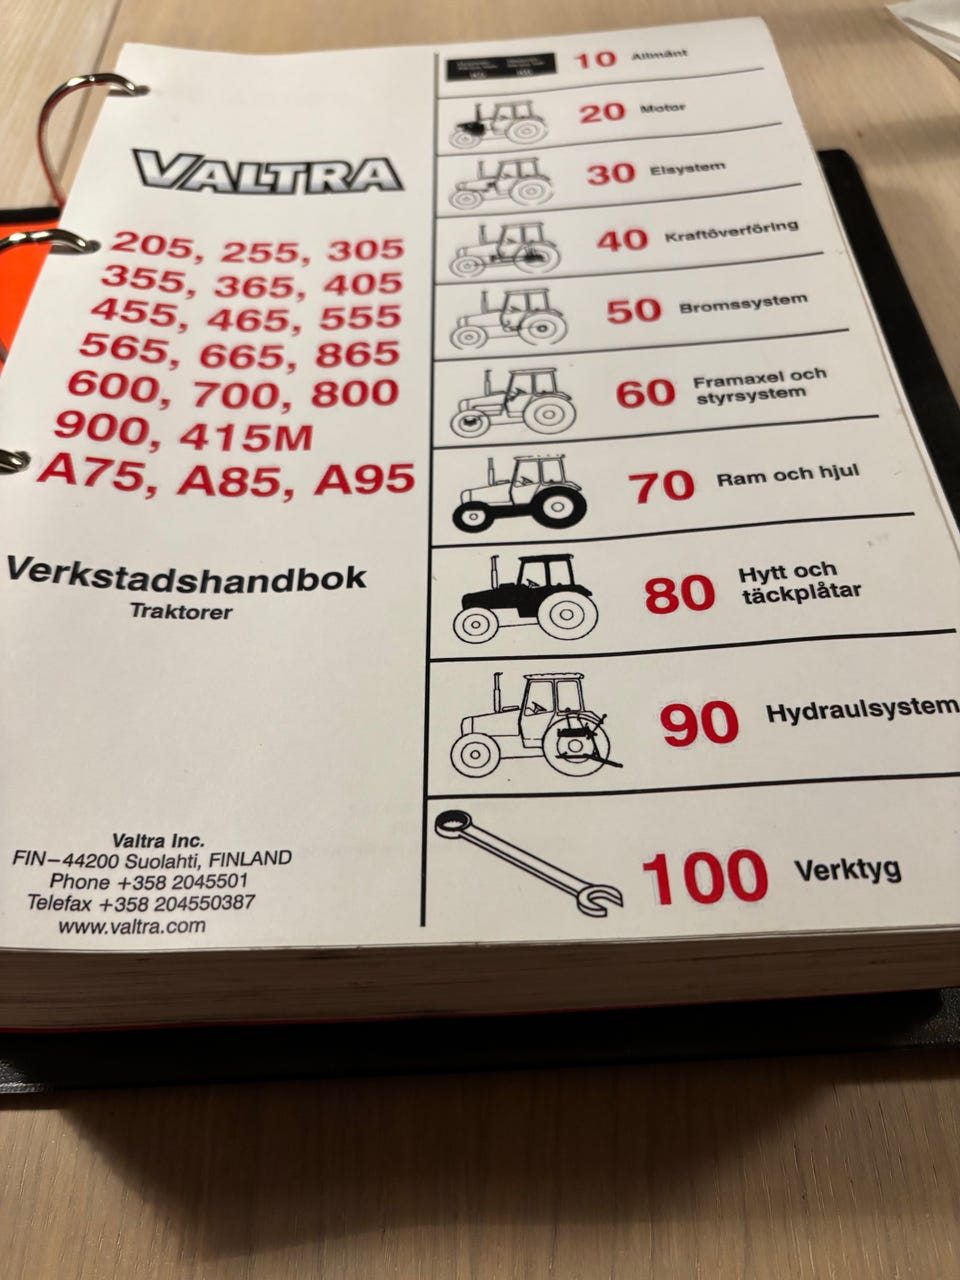 VALTRA
205, 255, 305
355, 365, 405
455, 465, 555
565, 665, 865
600, 700, 800
900, 415M
A75, A85, A95
Verkstadshandbok
Traktorer
Valtra Inc.
FIN-44200 Suolahti, FINLAND
Phone +358 2045501
Telefax +358 204550387
www.valtra.com
10 Allmänt
20 Motor
30 Elsystem
40 Kraftöverföring
50 Bromssystem
60 Framaxel och
styrsystem
70 Ram och hjul
80 Hytt och
täckplåtar
90 Hydraulsystem
100 Verktyg